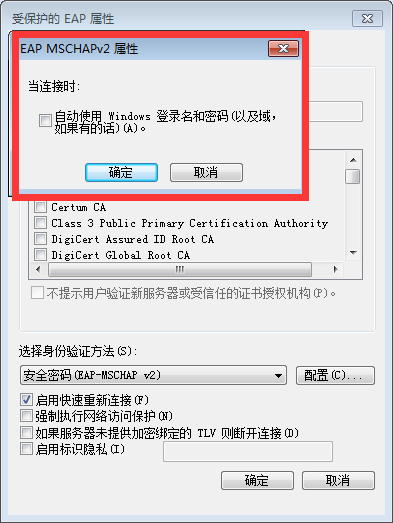 受保护的 EAP 属性
EAP MSCHAPv2 属性
当连接时:
自动使用 Windows 登录名和密码(以及域,
如果有的话)(A)。
确定
取消
Certum CA
Class 3 Public Primary Certification Authority
DigiCert Assured ID Root CA
DigiCert Global Root CA
不提示用户验证新服务器或受信任的证书授权机构(P)。
选择身份验证方法(S):
安全密码(EAP-MSCHAP v2)
配置(C)...
启用快速重新连接(F)
强制执行网络访问保护(N)
如果服务器未提供加密绑定的 TLV 则断开连接(D)
启用标识隐私(I)
确定
取消